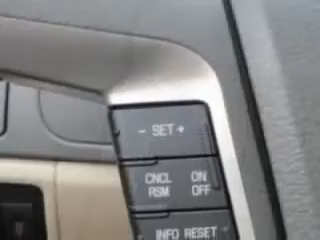 - SET +
CNCL ON
RSM OFF
INFO RESET